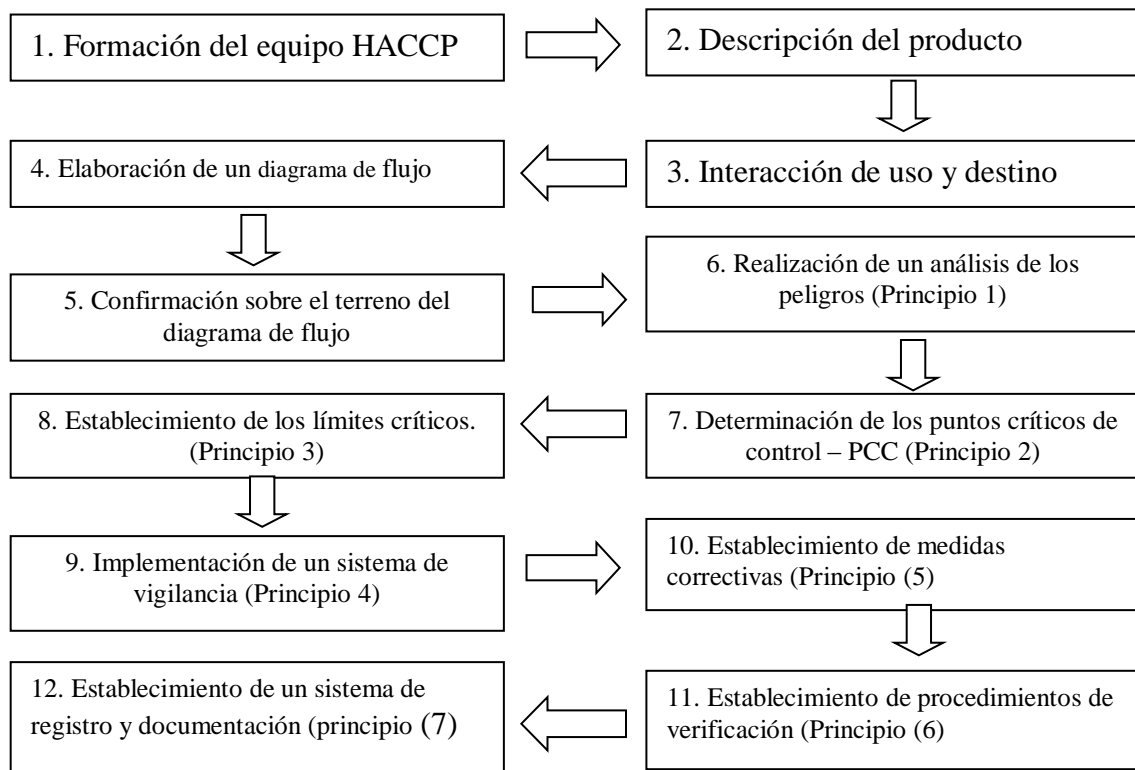 1. Formación del equipo HACCP
2. Descripción del producto
3. Interacción de uso y destino
4. Elaboración de un diagrama de flujo
5. Confirmación sobre el terreno del
diagrama de flujo
6. Realización de un análisis de los
peligros (Principio 1)
7. Determinación de los puntos críticos de
control – PCC (Principio 2)
8. Establecimiento de los límites críticos.
(Principio 3)
9. Implementación de un sistema de
vigilancia (Principio 4)
10. Establecimiento de medidas
correctivas (Principio (5)
11. Establecimiento de procedimientos de
verificación (Principio (6)
12. Establecimiento de un sistema de
registro y documentación (principio (7)